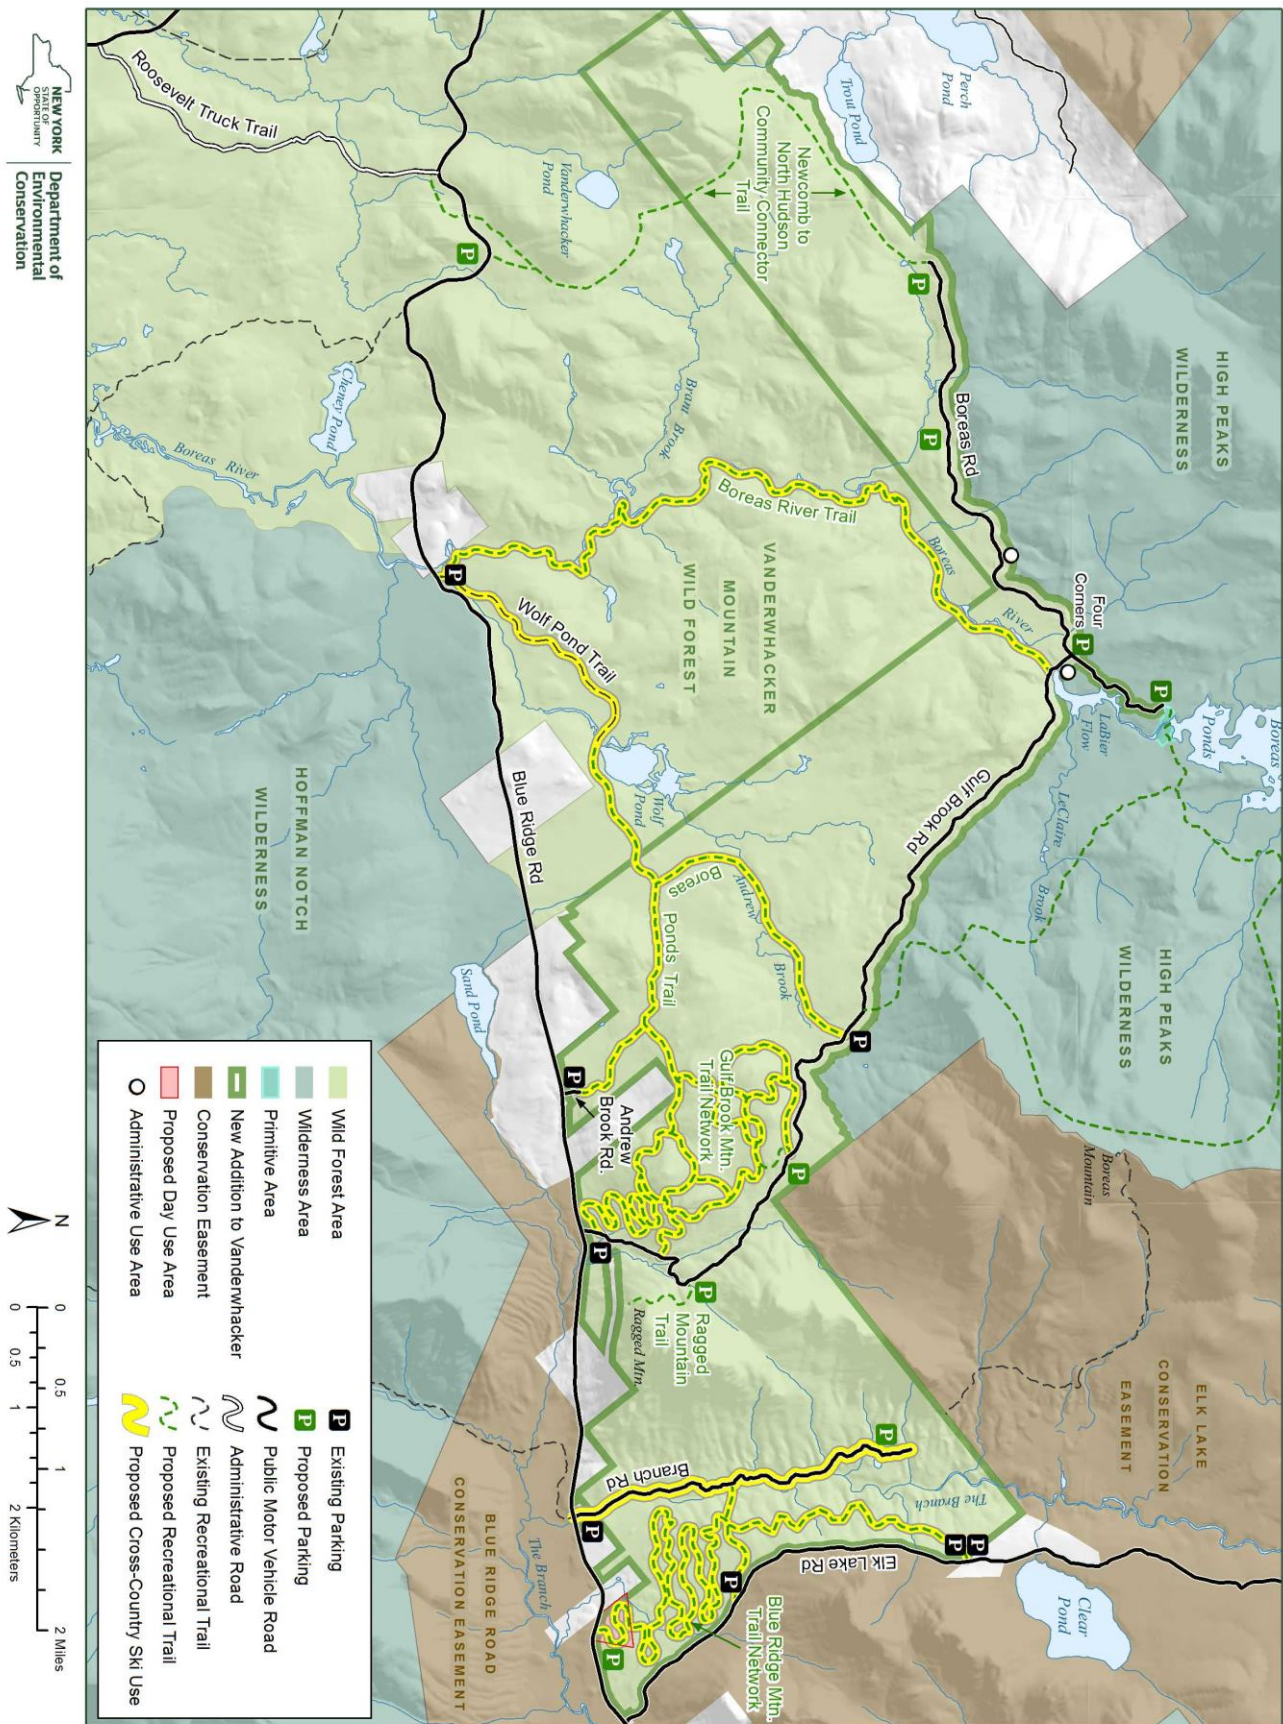 Perch
Pond
Trout Pond
Newcomb to
North Hudson
Community Connector
Trail
HIGH PEAKS
WILDERNESS
Boreas Rd
Four
Corners
P
P
P
P
Boreas
Ponds
LaBier
Flow
LeClaire
Brook
HIGH PEAKS
WILDERNESS
Boreas
Mountain
ELK LAKE
CONSERVATION
EASEMENT
Clear
Pond
Roosevelt Truck Trail
Vanderwhacker
Pond
P
Brant Brook
Boreas River Trail
Boreas
River
VANDERWHACKER
MOUNTAIN
WILD FOREST
Gulf Brook Rd
P
Andrew
Brook
Boreas
Ponds Trail
Gulf Brook Mtn.
Trail Network
P
P
Ragged
Mountain
Trail
Ragged Mtn.
P
Branch Rd
The Branch
P
P
Elk Lake Rd
P
Blue Ridge Mtn.
Trail Network
Cheney Pond
Boreas River
P
Wolf Pond Trail
Wolf
Pond
Blue Ridge Rd
P
Andrew
Brook Rd.
P
P
P
HOFFMAN NOTCH
WILDERNESS
Sand Pond
The Branch
BLUE RIDGE ROAD
CONSERVATION EASEMENT
Wild Forest Area
Wilderness Area
Primitive Area
New Addition to Vanderwhacker
Conservation Easement
Proposed Day Use Area
Administrative Use Area
P Existing Parking
P Proposed Parking
Public Motor Vehicle Road
Administrative Road
Existing Recreational Trail
Proposed Recreational Trail
Proposed Cross-Country Ski Use
NEW YORK
STATE OF
OPPORTUNITY
Department of
Environmental
Conservation
N
0 0.5 1 2 Miles
0 0.5 1 2 Kilometers